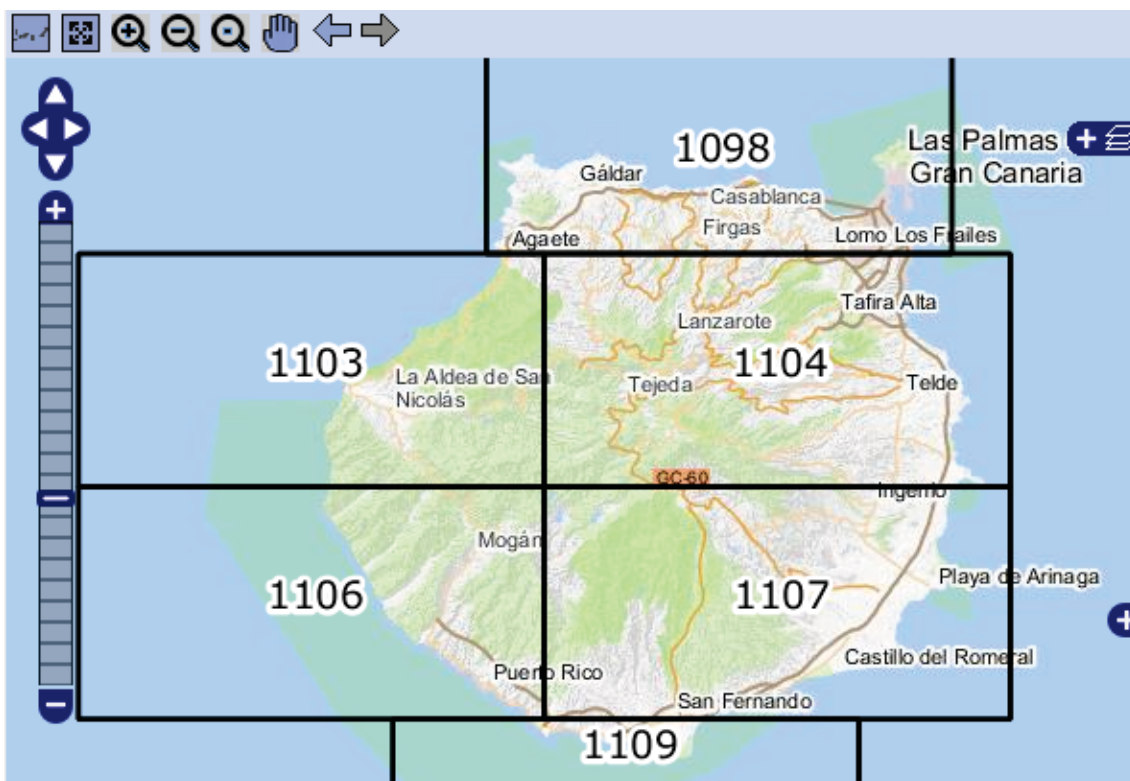 1098
Las Palmas
Gran Canaria
Gáldar
Casablanca
Firgas
Agaete
Lomo Los Frailes
Tafira Alta
Lanzarote
1103
1104
La Aldea de San
Nicolás
Tejeda
Telde
GC-60
Ingenio
Mogán
1106
1107
Playa de Arinaga
Castillo del Romeral
Puerto Rico
San Fernando
1109